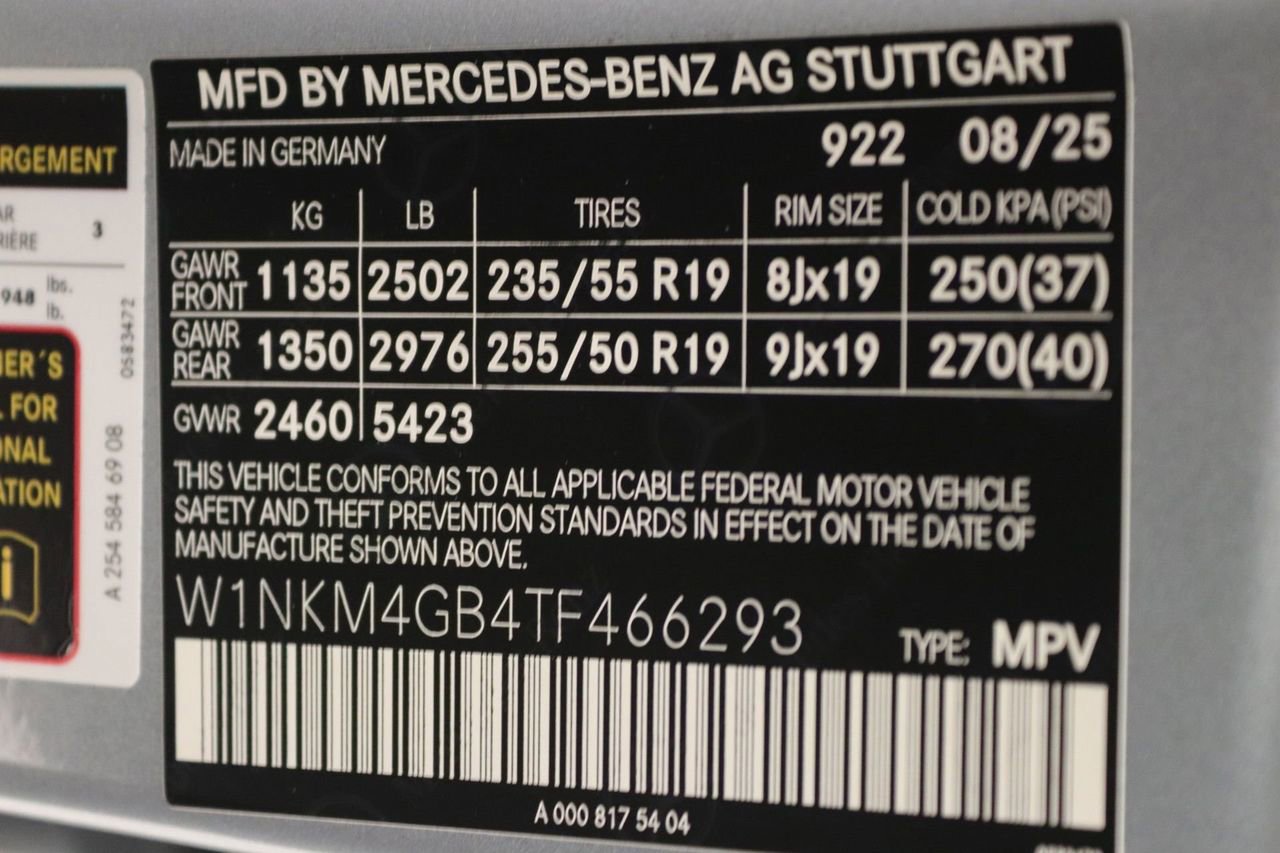 MFD BY MERCEDES-BENZ AG STUTTGART
MADE IN GERMANY 922 08/25
KG LB TIRES RIM SIZE COLD KPA(PSI)
GAWR FRONT 1135 2502 235/55 R19 8Jx19 250(37)
GAWR REAR 1350 2976 255/50 R19 9Jx19 270(40)
GVWR 2460 5423
THIS VEHICLE CONFORMS TO ALL APPLICABLE FEDERAL MOTOR VEHICLE
SAFETY AND THEFT PREVENTION STANDARDS IN EFFECT ON THE DATE OF
MANUFACTURE SHOWN ABOVE.
W1NKM4GB4TF466293
TYPE: MPV
A 000 817 54 04
RGEMENT
AR
RIÈRE 3
948 lbs.
lb.
ER´S
FOR
NAL
ATION
i
0583472
A 254 584 69 08